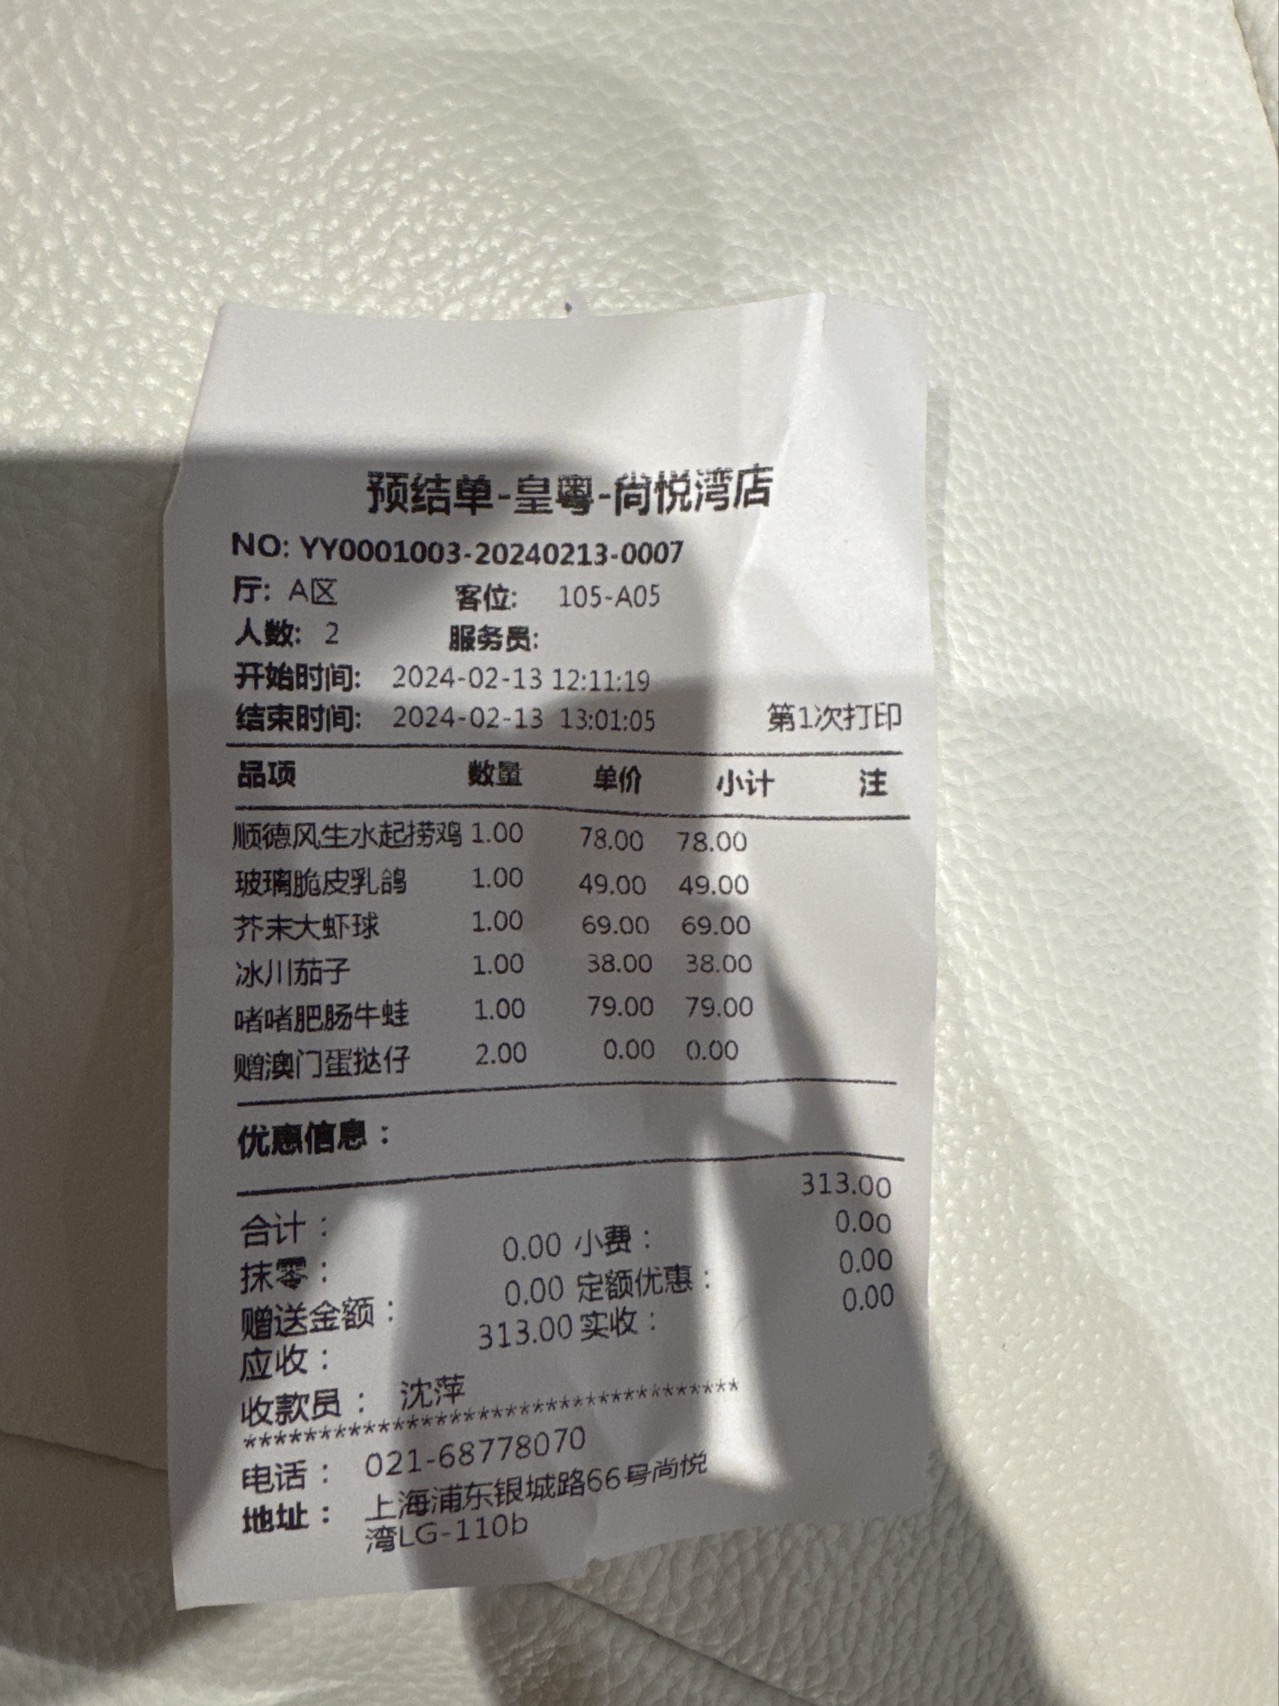 预结单-皇粤-尚悦湾店
NO: YY0001003-20240213-0007
厅: A区 客位: 105-A05
人数: 2 服务员:
开始时间: 2024-02-13 12:11:19
结束时间: 2024-02-13 13:01:05 第1次打印
品项 数量 单价 小计 注
顺德风生水起捞鸡 1.00 78.00 78.00
玻璃脆皮乳鸽 1.00 49.00 49.00
芥末大虾球 1.00 69.00 69.00
冰川茄子 1.00 38.00 38.00
啫啫肥肠牛蛙 1.00 79.00 79.00
赠澳门蛋挞仔 2.00 0.00 0.00
优惠信息：
合计： 313.00
抹零： 0.00 小费： 0.00
赠送金额： 0.00 定额优惠： 0.00
应收： 313.00 实收： 0.00
收款员： 沈萍
****************************************
电话： 021-68778070
地址： 上海浦东银城路66号尚悦
湾LG-110b